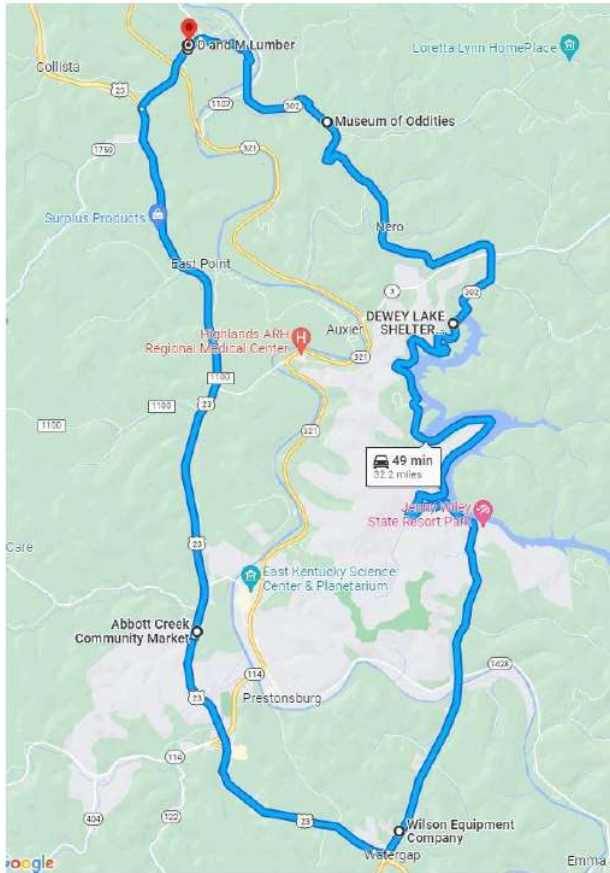 D and M Lumber
Loretta Lynn HomePlace
Collista
23
1107
302
Museum of Oddities
321
1750
Surplus Products
Nero
East Point
3
302
DEWEY LAKE
SHELTER...
Auxier
Highlands ARH
Regional Medical Center
321
1100
1100
1100
23
321
49 min
32.2 miles
Jenny Wiley
State Resort Park
23
Care
East Kentucky Science
Center & Planetarium
Abbott Creek
Community Market
1428
114
23
Prestonsburg
114
404
122
23
Wilson Equipment
Company
Watergap
Google
Emma